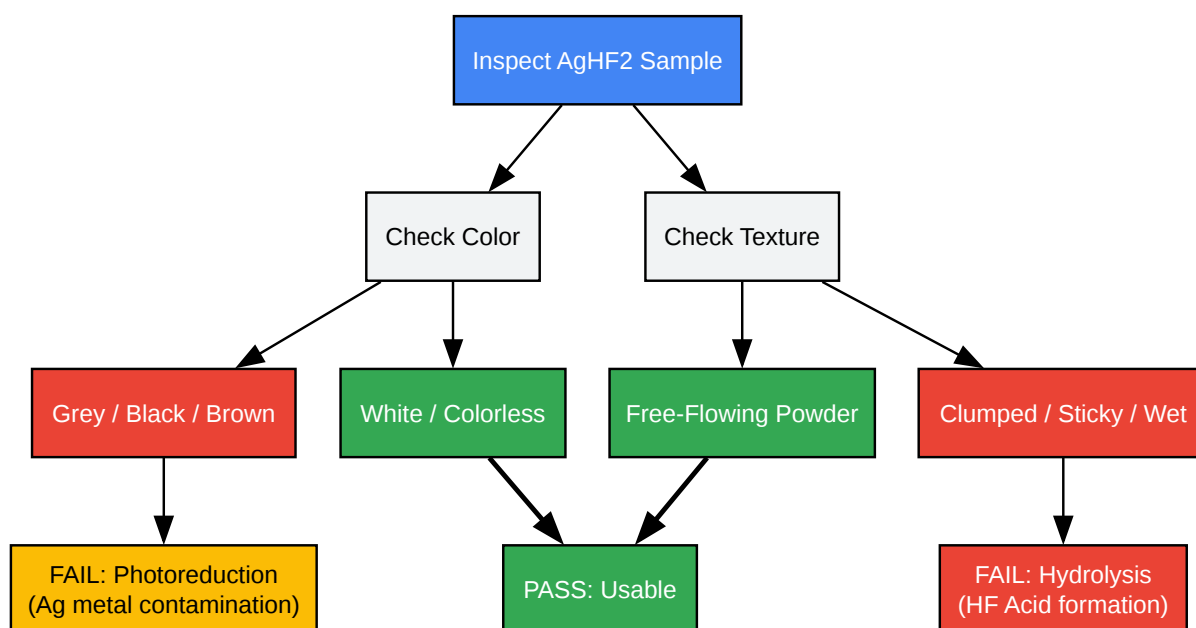 Inspect AgHF2 Sample
Check Color
Check Texture
Grey / Black / Brown
White / Colorless
Free-Flowing Powder
Clumped / Sticky / Wet
FAIL: Photoreduction
(Ag metal contamination)
PASS: Usable
FAIL: Hydrolysis
(HF Acid formation)